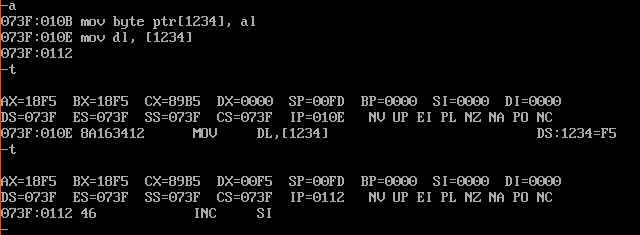 -a
073F:010B mov byte ptr[1234], al
073F:010E mov dl, [1234]
073F:0112
-t
AX=18F5 BX=18F5 CX=89B5 DX=0000 SP=00FD BP=0000 SI=0000 DI=0000
DS=073F ES=073F SS=073F CS=073F IP=010E NV UP EI PL NZ NA PO NC
073F:010E 8A163412 MOV DL,[1234] DS:1234=F5
-t
AX=18F5 BX=18F5 CX=89B5 DX=00F5 SP=00FD BP=0000 SI=0000 DI=0000
DS=073F ES=073F SS=073F CS=073F IP=0112 NV UP EI PL NZ NA PO NC
073F:0112 46 INC SI
-